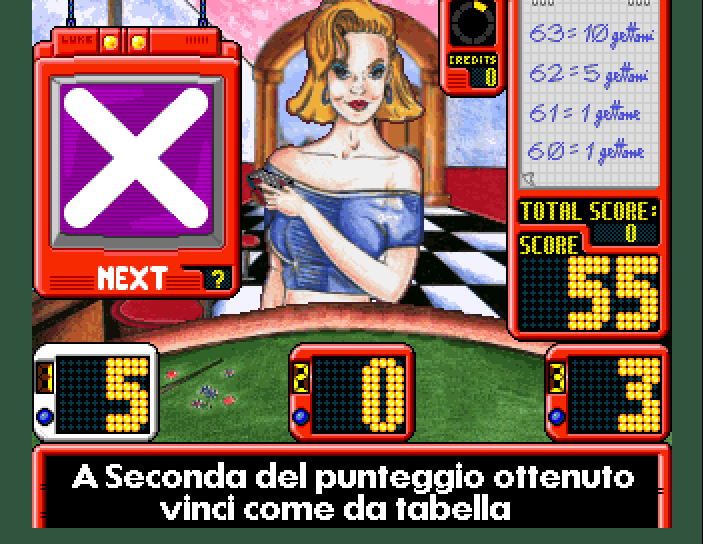 LUKE
CREDITS
0
63=10 gettoni
62=5 gettoni
61=1 gettone
60=1 gettone
TOTAL SCORE:
0
SCORE
55
NEXT ?
1 5
2 0
3 3
A Seconda del punteggio ottenuto
vinci come da tabella